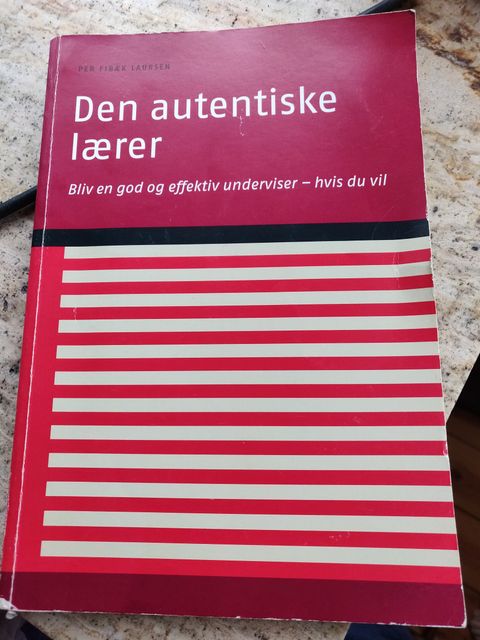 PER FIBÆK LAURSEN
Den autentiske
lærer
Bliv en god og effektiv underviser – hvis du vil